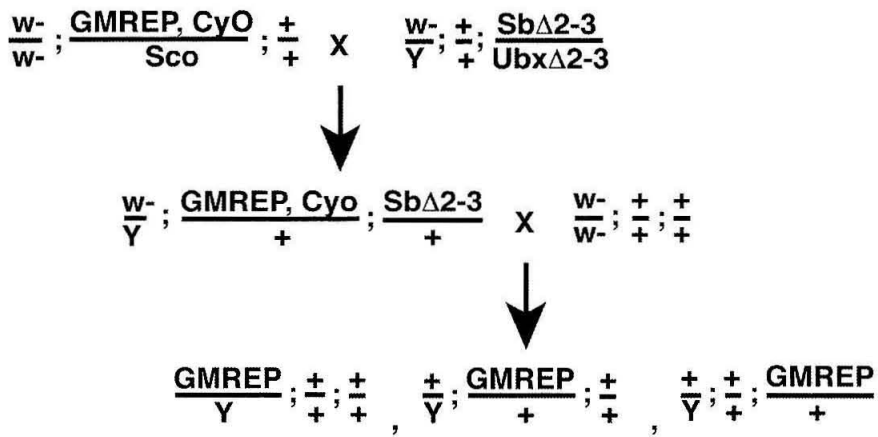 w-/w- ; GMREP, CyO/Sco ; +/+ X w-/Y ; +/+ ; SbΔ2-3/UbxΔ2-3
w-/Y ; GMREP, Cyo/+ ; SbΔ2-3/+ X w-/w- ; +/+ ; +/+
GMREP/Y ; +/+ ; +/+ , +/Y ; GMREP/+ ; +/+ , +/Y ; +/+ ; GMREP/+